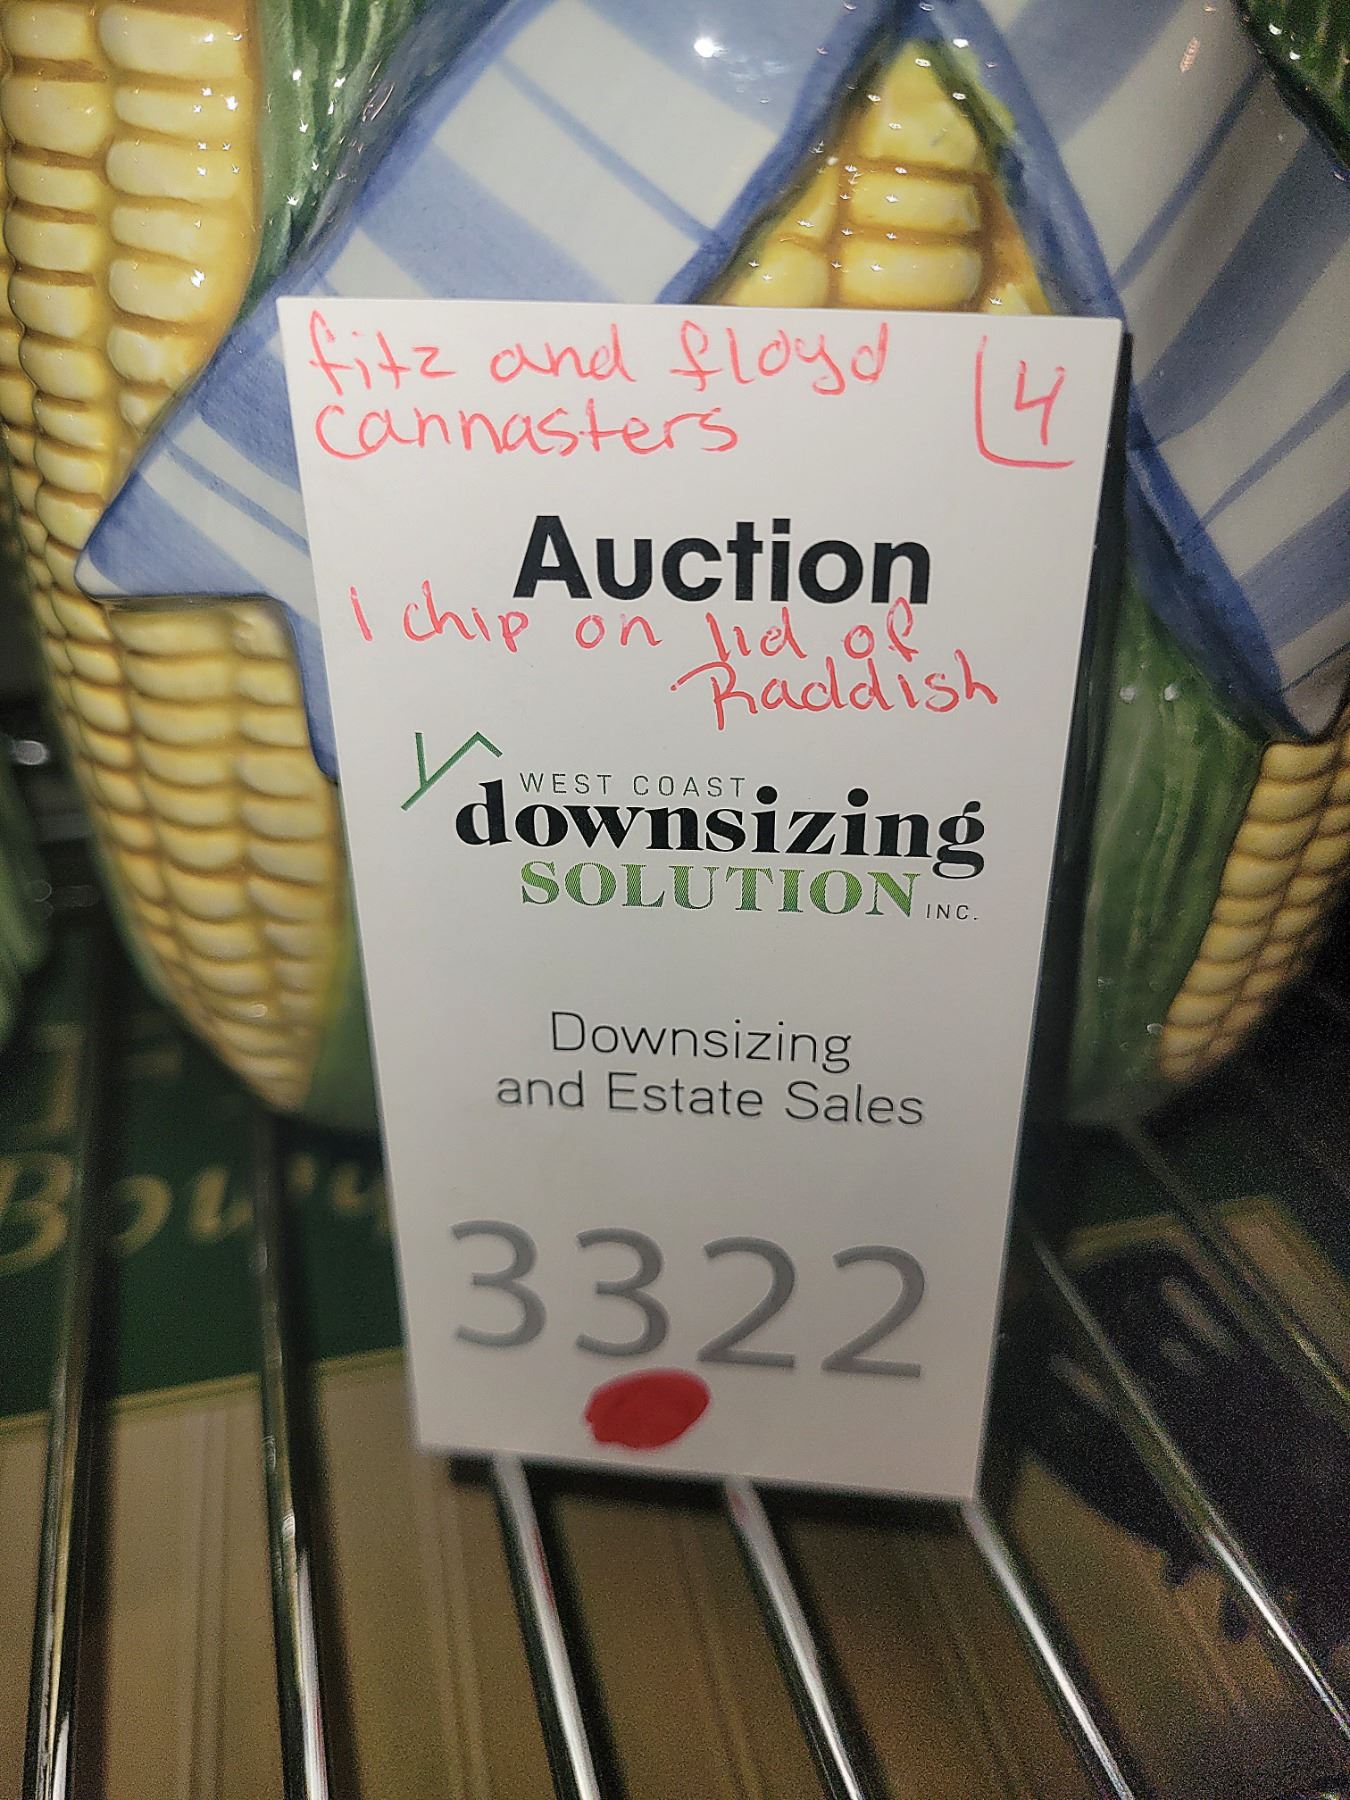 fitz and floyd
cannasters
4
Auction
1 chip on lid of
Raddish
WEST COAST
downsizing
SOLUTION INC.
Downsizing
and Estate Sales
3322